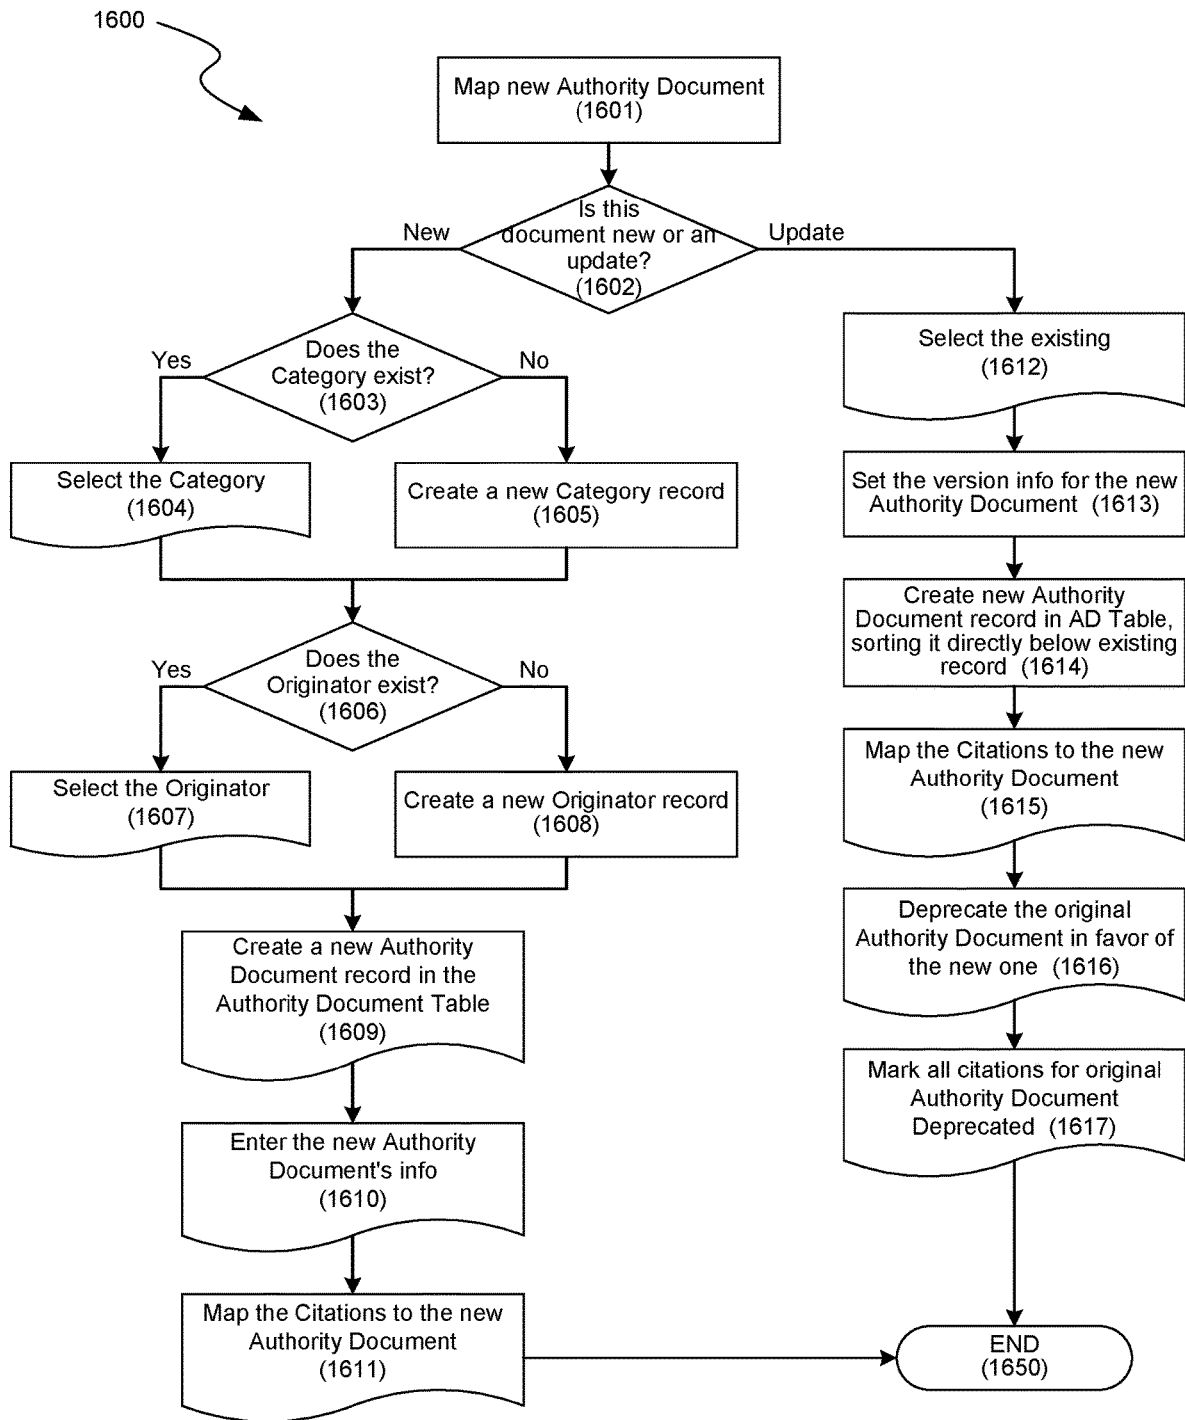 1600
Map new Authority Document
(1601)
Is this
document new or an
update?
(1602)
New
Update
Does the
Category exist?
(1603)
Yes
No
Select the Category
(1604)
Create a new Category record
(1605)
Does the
Originator exist?
(1606)
Yes
No
Select the Originator
(1607)
Create a new Originator record
(1608)
Create a new Authority
Document record in the
Authority Document Table
(1609)
Enter the new Authority
Document's info
(1610)
Map the Citations to the new
Authority Document
(1611)
Select the existing
(1612)
Set the version info for the new
Authority Document (1613)
Create new Authority
Document record in AD Table,
sorting it directly below existing
record (1614)
Map the Citations to the new
Authority Document
(1615)
Deprecate the original
Authority Document in favor of
the new one (1616)
Mark all citations for original
Authority Document
Deprecated (1617)
END
(1650)